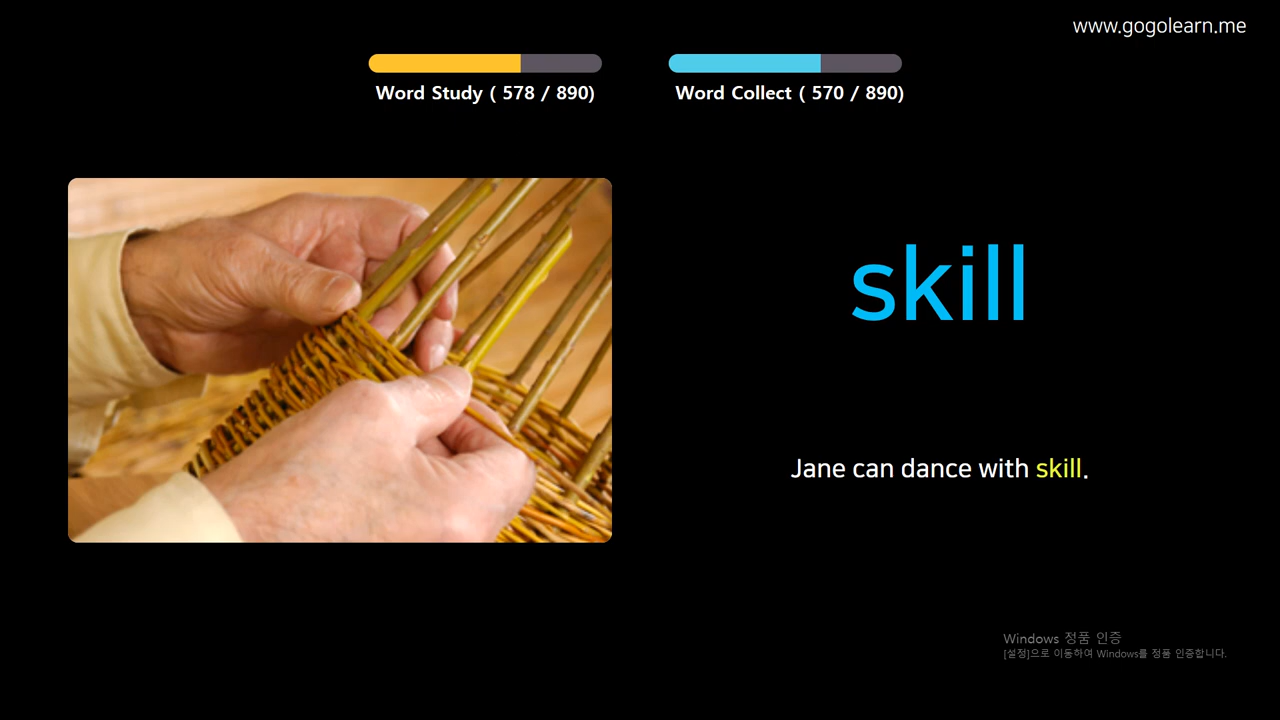 www.gogolearn.me
Word Study ( 578 / 890)
Word Collect ( 570 / 890)
skill
Jane can dance with skill.
Windows 정품 인증
[설정]으로 이동하여 Windows를 정품 인증합니다.